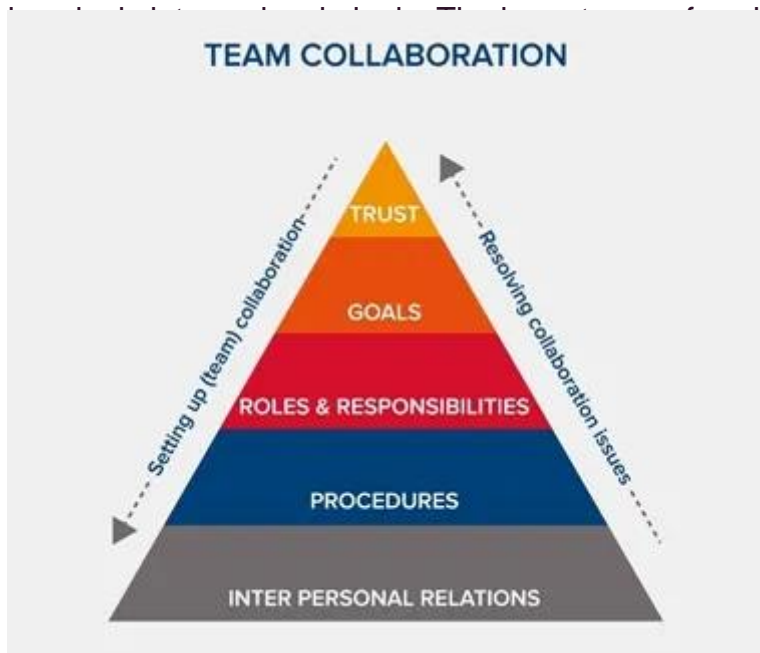 TEAM COLLABORATION
TRUST
GOALS
ROLES & RESPONSIBILITIES
PROCEDURES
INTER PERSONAL RELATIONS
Setting up (team) collaboration
Resolving collaboration issues